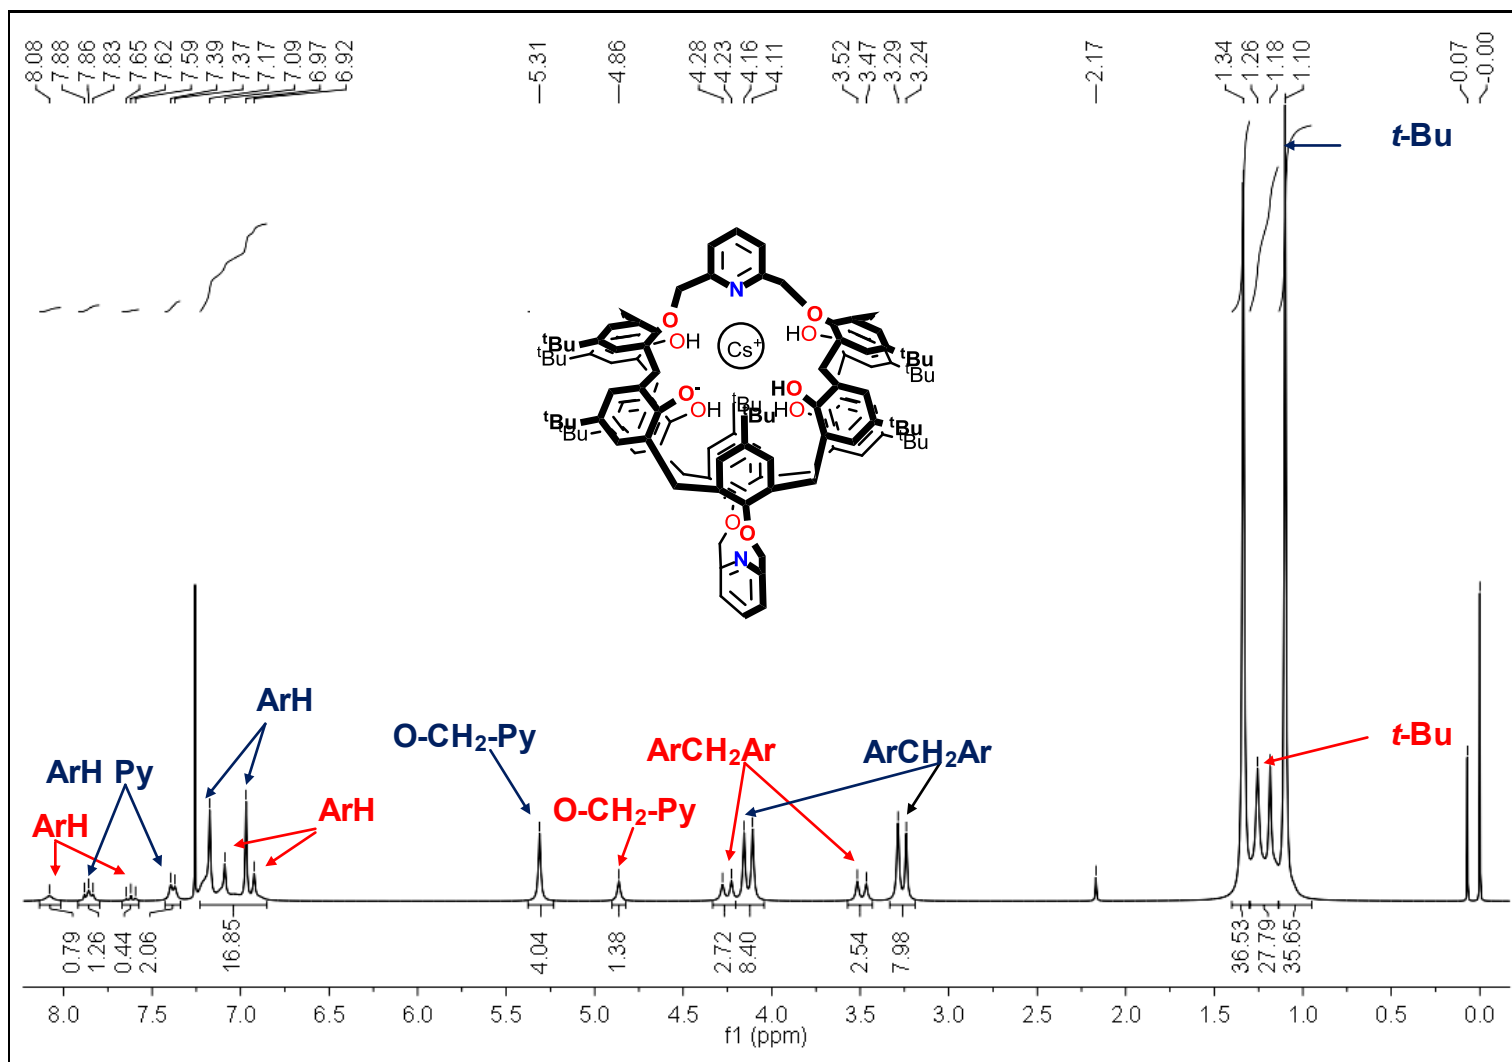 8.08 7.88 7.86 7.83 7.65 7.62 7.59 7.39 7.37 7.17 7.09 6.97 6.92 5.31 4.86 4.28 4.23 4.16 4.11 3.52 3.47 3.29 3.24 2.17 1.34 1.26 1.18 1.10 0.07 -0.00
t-Bu
N
O O
OH HO
Cs+
tBu tBu
tBu tBu
O- HO
OH HO
tBu tBu
tBu tBu
tBu tBu
O O
N
ArH
O-CH2-Py ArCH2Ar ArCH2Ar t-Bu
ArH Py
O-CH2-Py
ArH ArH
0.79 1.26 0.44 2.06 16.85 4.04 1.38 2.72 8.40 2.54 7.98 36.53 27.79 35.65
8.0 7.5 7.0 6.5 6.0 5.5 5.0 4.5 4.0 3.5 3.0 2.5 2.0 1.5 1.0 0.5 0.0
f1 (ppm)